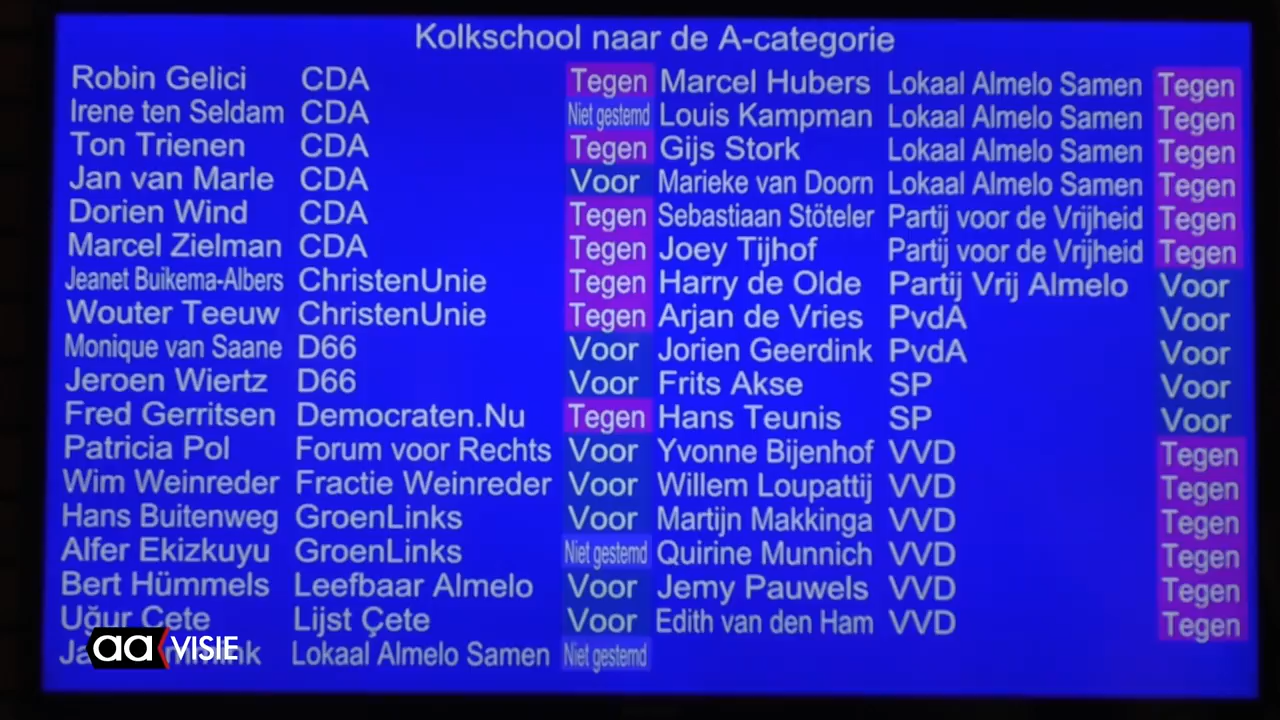 Kolkschool naar de A-categorie
Robin Gelici CDA Tegen Marcel Hubers Lokaal Almelo Samen Tegen
Irene ten Seldam CDA Niet gestemd Louis Kampman Lokaal Almelo Samen Tegen
Ton Trienen CDA Tegen Gijs Stork Lokaal Almelo Samen Tegen
Jan van Marle CDA Voor Marieke van Doorn Lokaal Almelo Samen Tegen
Dorien Wind CDA Tegen Sebastiaan Stöteler Partij voor de Vrijheid Tegen
Marcel Zielman CDA Tegen Joey Tijhof Partij voor de Vrijheid Tegen
Jeanet Buikema-Albers ChristenUnie Tegen Harry de Olde Partij Vrij Almelo Voor
Wouter Teeuw ChristenUnie Tegen Arjan de Vries PvdA Voor
Monique van Saane D66 Voor Jorien Geerdink PvdA Voor
Jeroen Wiertz D66 Voor Frits Akse SP Voor
Fred Gerritsen Democraten.Nu Tegen Hans Teunis SP Voor
Patricia Pol Forum voor Rechts Voor Yvonne Bijenhof VVD Tegen
Wim Weinreder Fractie Weinreder Voor Willem Loupattij VVD Tegen
Hans Buitenweg GroenLinks Voor Martijn Makkinga VVD Tegen
Alfer Ekizkuyu GroenLinks Niet gestemd Quirine Munnich VVD Tegen
Bert Hümmels Leefbaar Almelo Voor Jemy Pauwels VVD Tegen
Uğur Çete Lijst Çete Voor Edith van den Ham VVD Tegen
Lokaal Almelo Samen Niet gestemd
aa VISIE